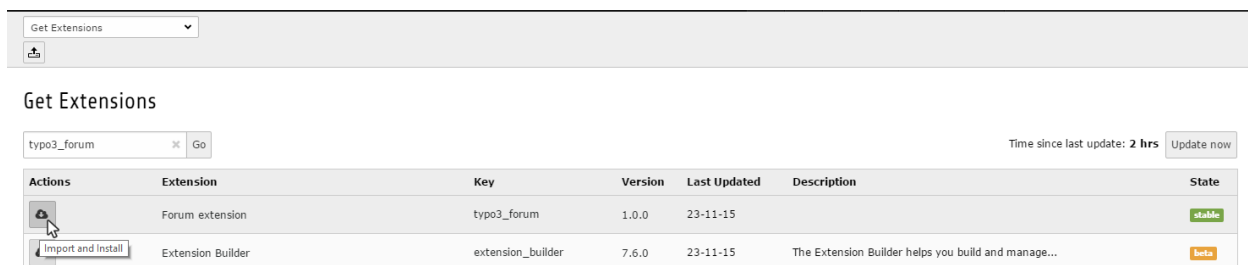 Get Extensions
Get Extensions
typo3_forum Go Time since last update: 2 hrs Update now
Actions Extension Key Version Last Updated Description State
Forum extension typo3_forum 1.0.0 23-11-15 stable
Import and Install
Extension Builder extension_builder 7.6.0 23-11-15 The Extension Builder helps you build and manage... beta